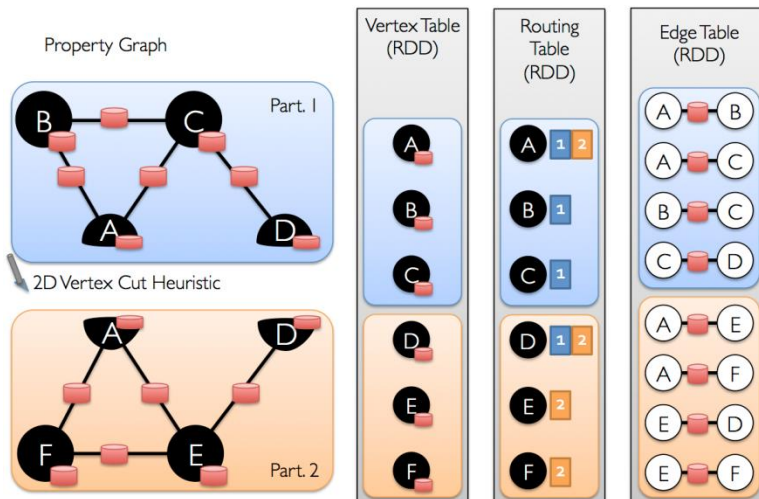 Property Graph
Part. 1
B
C
A
D
2D Vertex Cut Heuristic
A
D
F
E
Part. 2
Vertex Table
(RDD)
A
B
C
D
E
F
Routing
Table
(RDD)
A 1 2
B 1
C 1
D 1 2
E 2
F 2
Edge Table
(RDD)
A B
A C
B C
C D
A E
A F
E D
E F